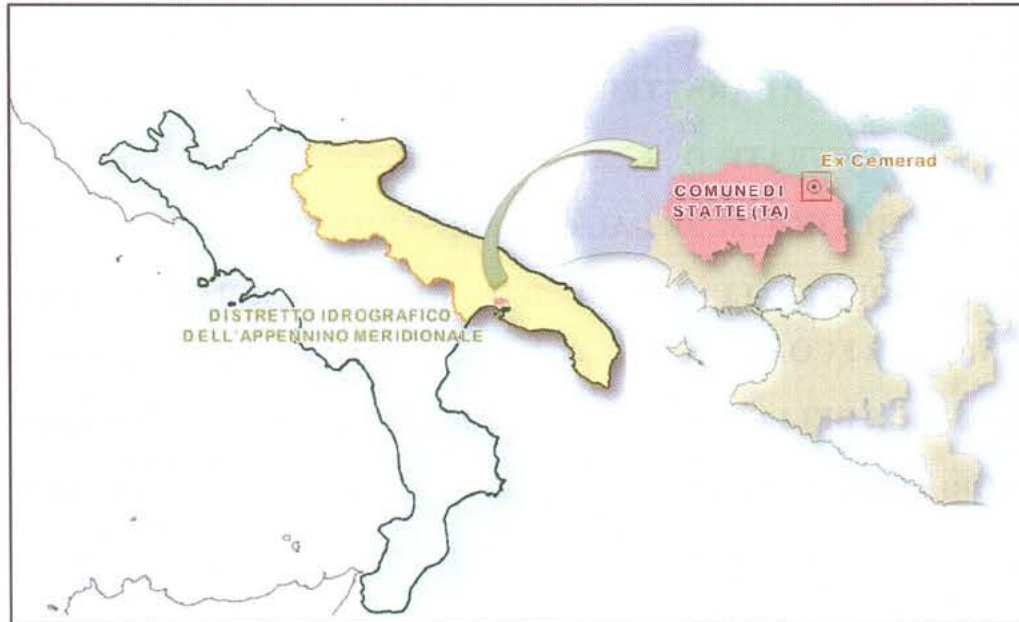 Ex Cemerad
COMUNE DI
STATTE (TA)
DISTRETTO IDROGRAFICO
DELL'APPENNINO MERIDIONALE